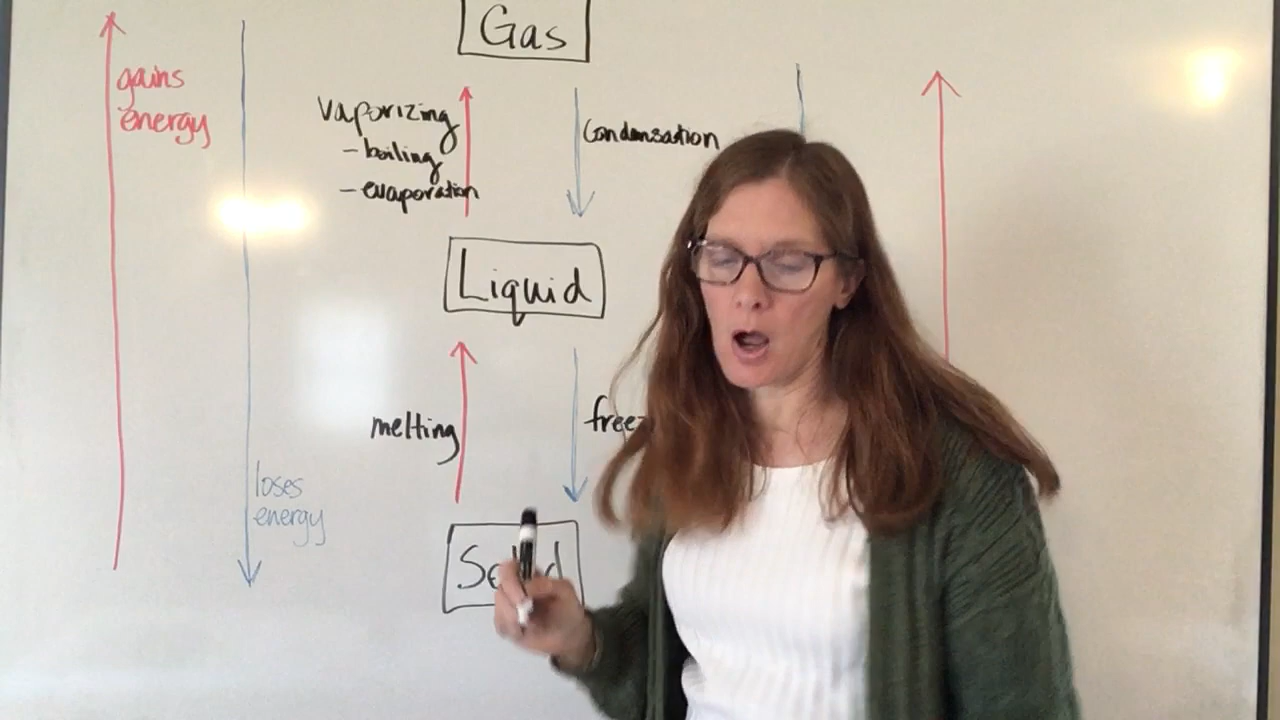 Gas
gains
energy
vaporizing
- boiling
- evaporation
Condensation
Liquid
melting
loses
energy